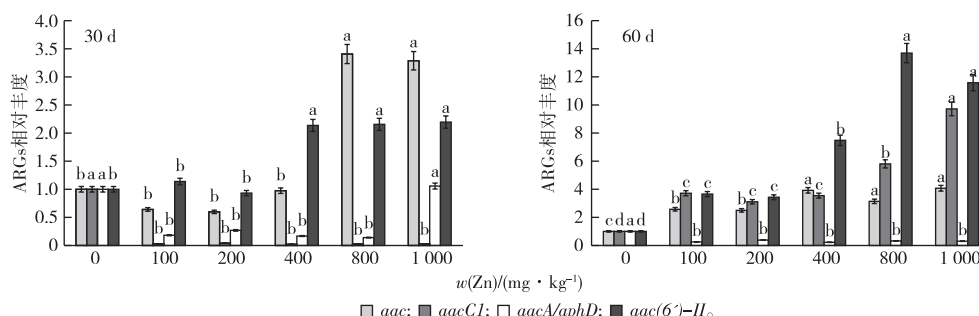 30 d
ARGs相对丰度
4.0
3.5
3.0
2.5
2.0
1.5
1.0
0.5
0
b a a b
b b b b
b b b b
b b b a
a b b a
a b a a
0 100 200 400 800 1 000
60 d
ARGs相对丰度
16
14
12
10
8
6
4
2
0
c d a d
b c b c
b c b c
a c b b
a b b a
a a b a
0 100 200 400 800 1 000
w(Zn)/(mg·kg⁻¹)
aac; aacC1; aacA/aphD; aac(6′)-II。